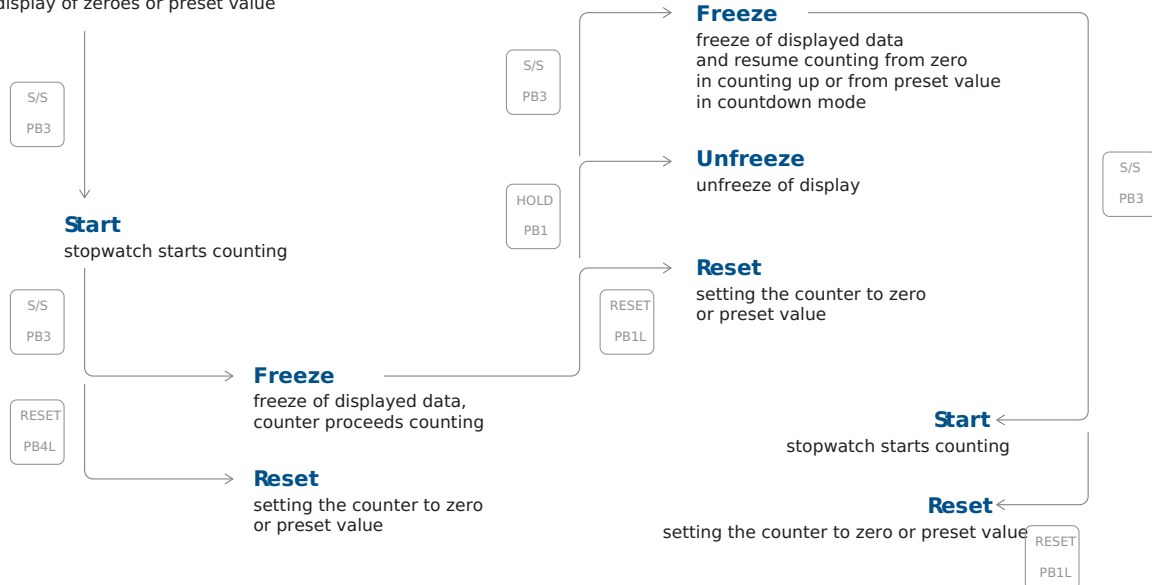 display of zeroes or preset value
S/S
PB3
Start
stopwatch starts counting
S/S
PB3
RESET
PB4L
Freeze
freeze of displayed data,
counter proceeds counting
Reset
setting the counter to zero
or preset value
S/S
PB3
Freeze
freeze of displayed data
and resume counting from zero
in counting up or from preset value
in countdown mode
HOLD
PB1
Unfreeze
unfreeze of display
RESET
PB1L
Reset
setting the counter to zero
or preset value
S/S
PB3
Start
stopwatch starts counting
Reset
setting the counter to zero or preset value
RESET
PB1L